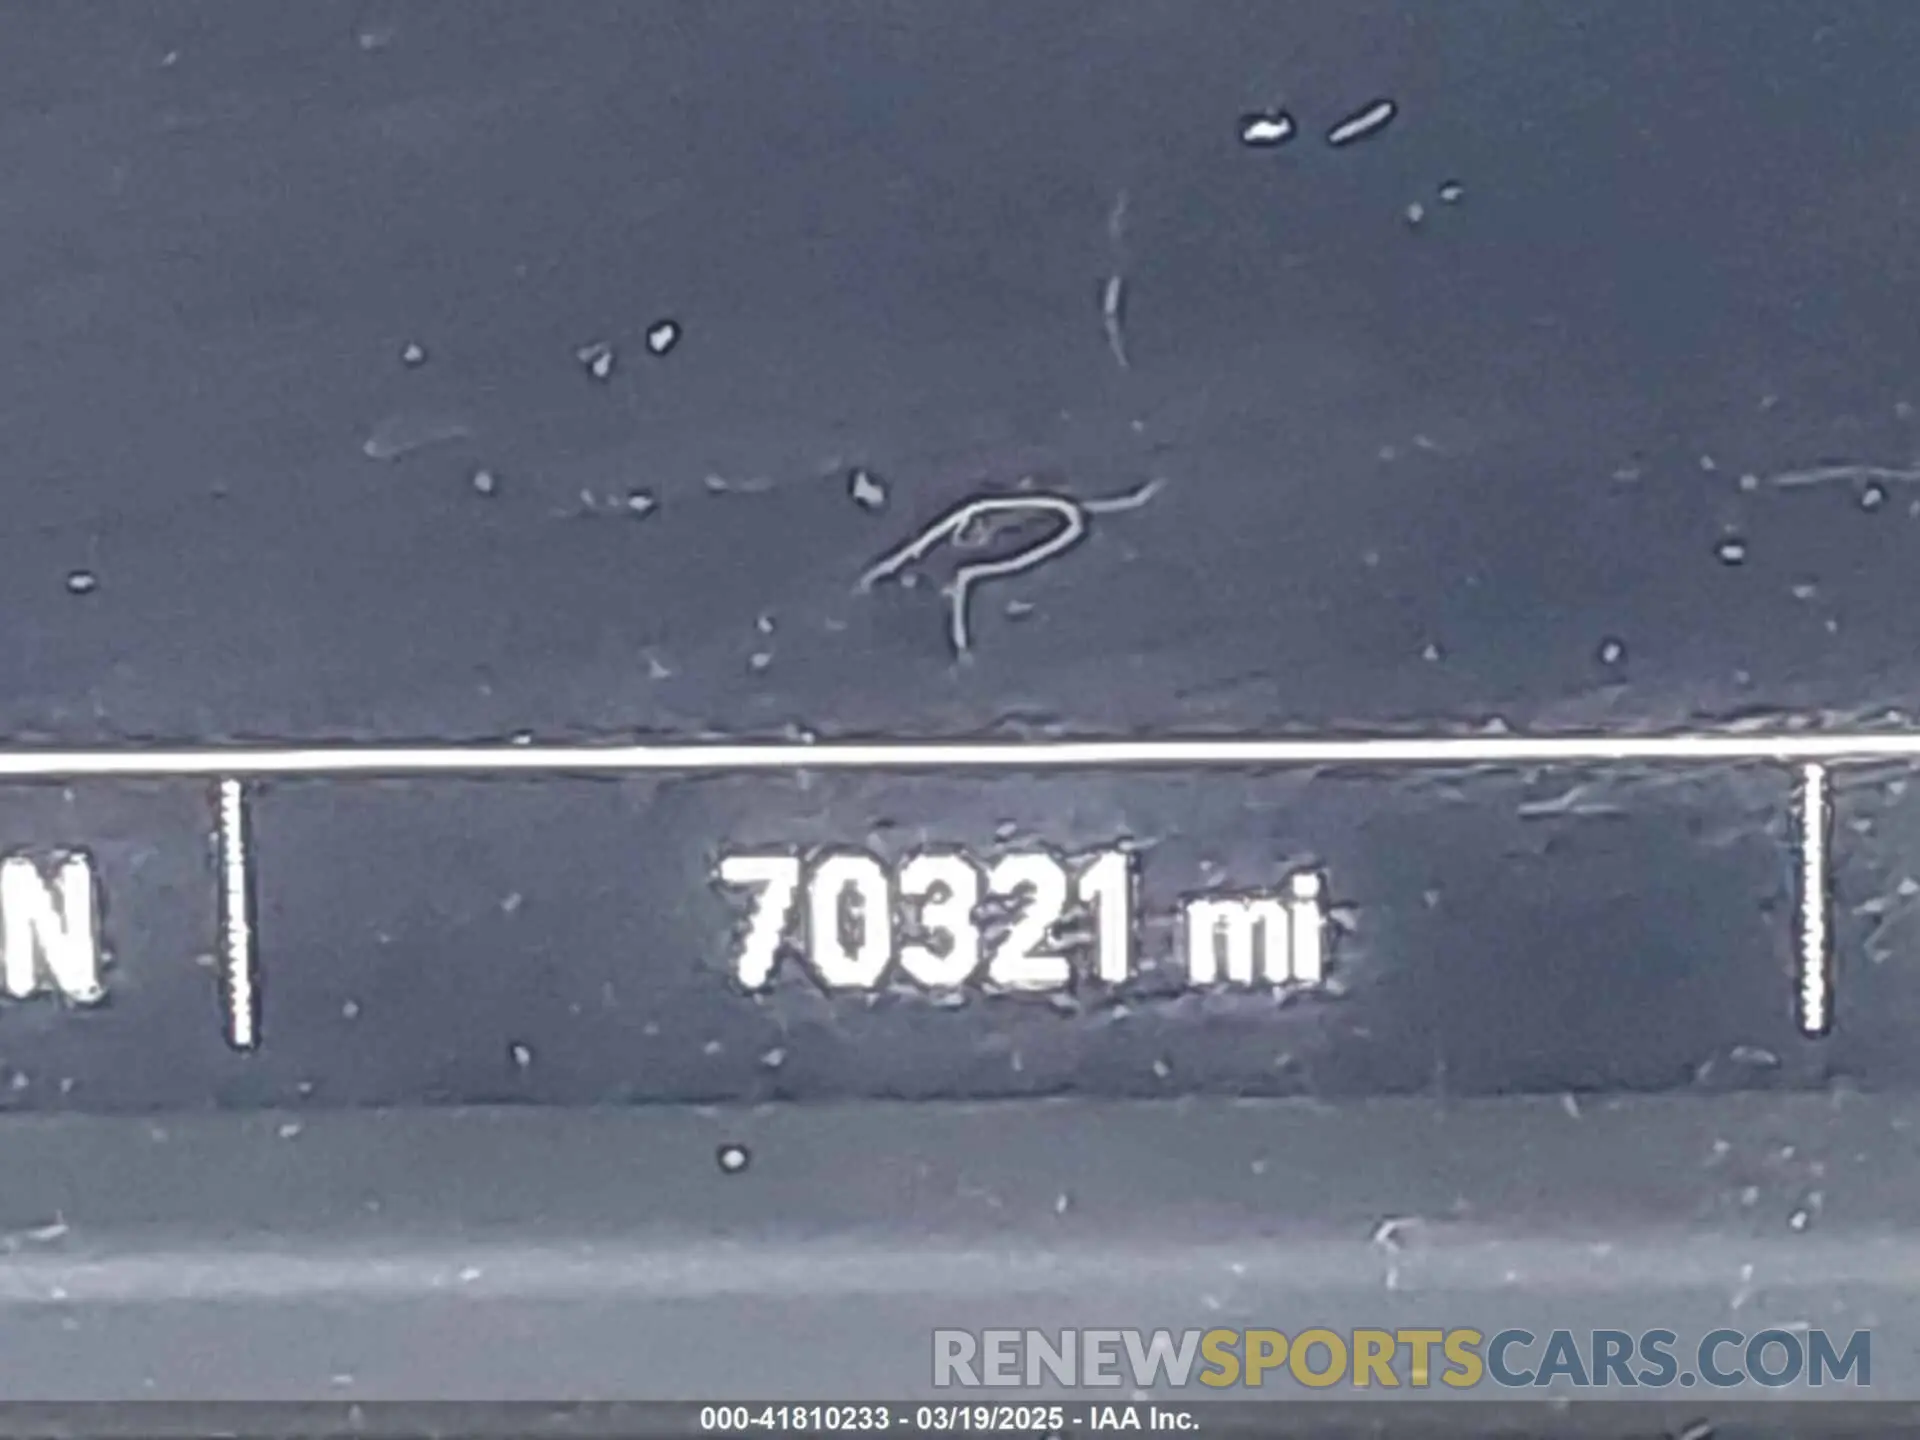 N
70321 mi
RENEWSPORTSCARS.COM
000-41810233 - 03/19/2025 - IAA Inc.